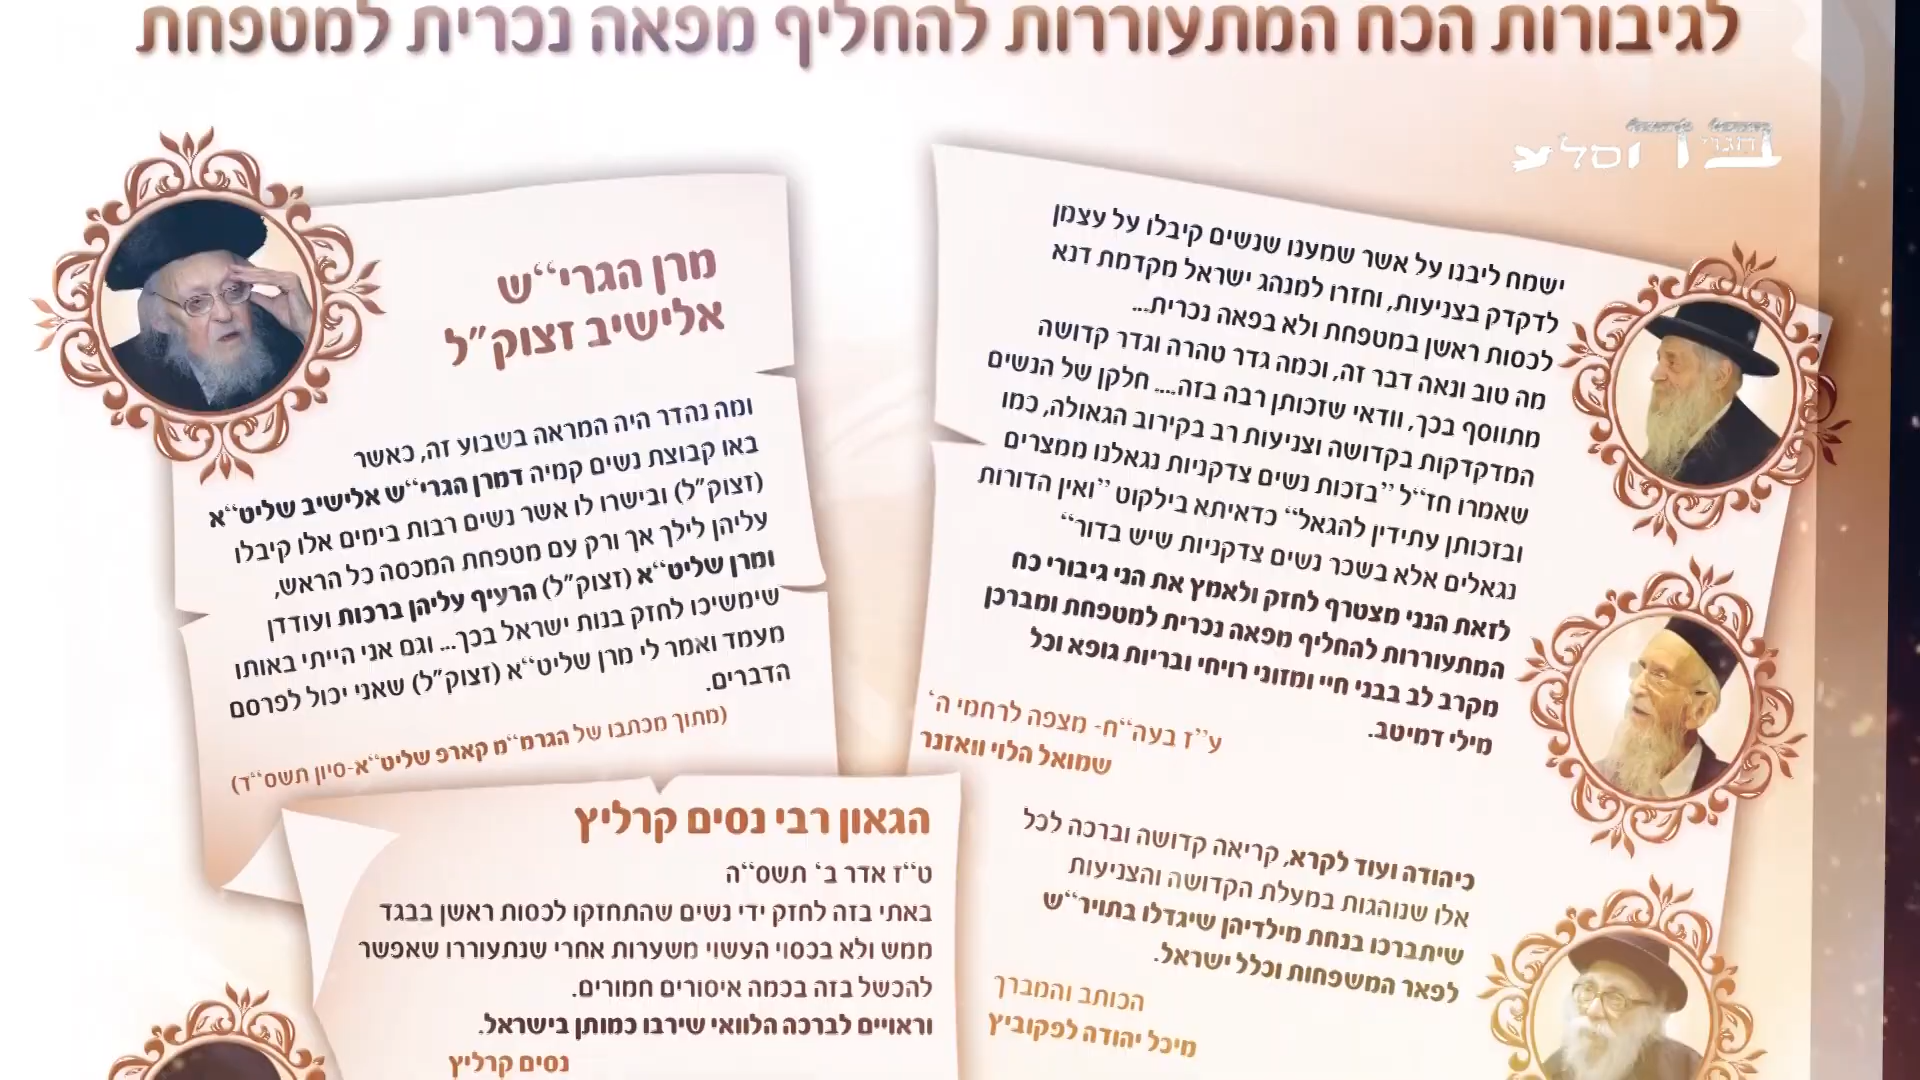 לגיבורות הכח המתעוררות להחליף מפאה נכרית למטפחת
בהחגויוסלע
ישמח ליבנו על אשר שמענו שנשים קיבלו על עצמן
לדקדק בצניעות, וחזרו למנהג ישראל מקדמת דנא
לכסות ראשן במטפחת ולא בפאה נכרית...
מה טוב ונאה דבר זה, וכמה גדר טהרה וגדר קדושה
מתווסף בכך, וודאי שזכותן רבה בזה.... חלקן של הנשים
המדקדקות בקדושה וצניעות רב בקירוב הגאולה, כמו
שאמרו חז"ל "בזכות נשים צדקניות נגאלנו ממצרים
ובזכותן עתידין להגאל" כדאיתא בילקוט "ואין הדורות
נגאלים אלא בשכר נשים צדקניות שיש בדור"
לזאת הנני מצטרף לחזק ולאמץ את הני גיבורי כח
המתעוררות להחליף מפאה נכרית למטפחת ומברכן
מקרב לב בבני חיי ומזוני רויחי ובריות גופא וכל
מילי דמיטב.
ע"ז בעה"ח- מצפה לרחמי ה'
שמואל הלוי וואזנר
כיהודה ועוד לקרא, קריאה קדושה וברכה לכל
אלו שנוהגות במעלת הקדושה והצניעות
שיתברכו בנחת מילדיהן שיגדלו בתויר"ש
לפאר המשפחות וכלל ישראל.
הכותב והמברך
מיכל יהודה לפקוביץ
מרן הגרי"ש
אלישיב זצוק"ל
ומה נהדר היה המראה בשבוע זה, כאשר
באו קבוצת נשים קמיה דמרן הגרי"ש אלישיב שליט"א
(זצוק"ל) ובישרו לו אשר נשים רבות בימים אלו קיבלו
עליהן לילך אך ורק עם מטפחת המכסה כל הראש,
ומרן שליט"א (זצוק"ל) הרעיף עליהן ברכות ועודדן
שימשיכו לחזק בנות ישראל בכך... וגם אני הייתי באותו
מעמד ואמר לי מרן שליט"א (זצוק"ל) שאני יכול לפרסם
הדברים.
(מתוך מכתבו של הגרמ"מ קארפ שליט"א-סיון תשס"ד)
הגאון רבי נסים קרליץ
ט"ז אדר ב' תשס"ה
באתי בזה לחזק ידי נשים שהתחזקו לכסות ראשן בבגד
ממש ולא בכסוי העשוי משערות אחרי שנתעוררו שאפשר
להכשל בזה בכמה איסורים חמורים.
וראויים לברכה הלוואי שירבו כמותן בישראל.
נסים קרליץ